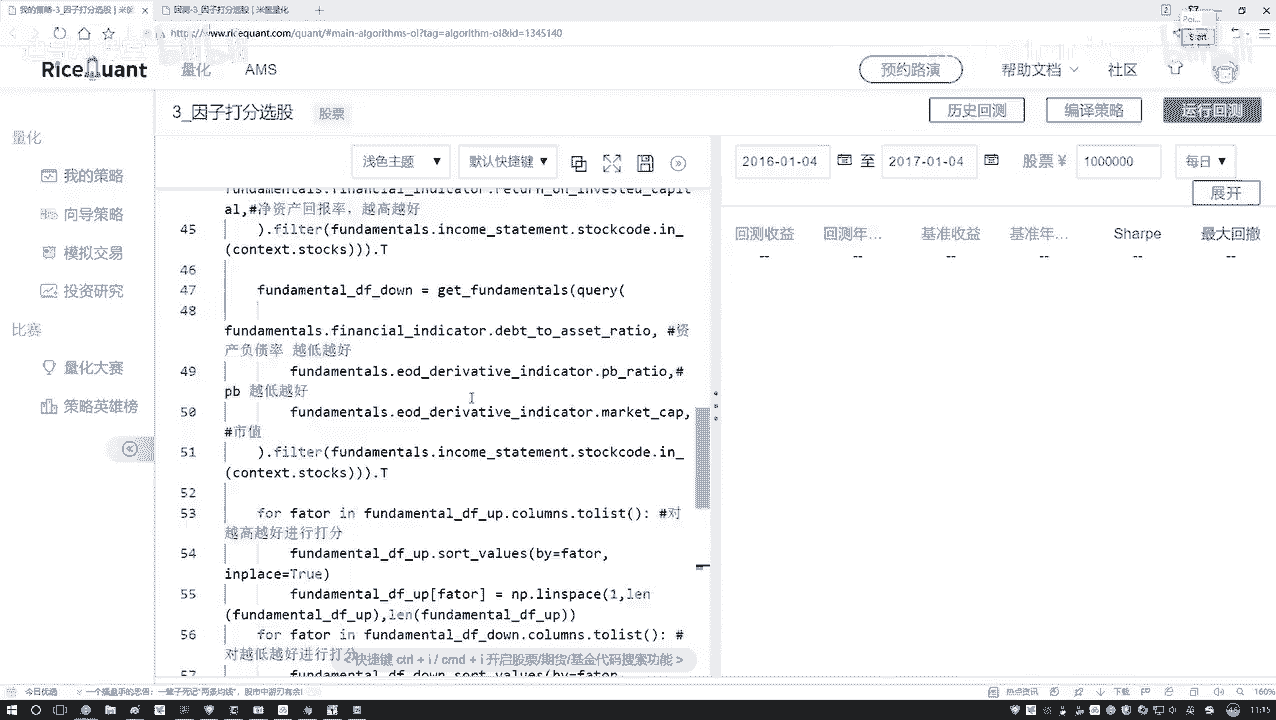 我的策略-3_因子打分选股 | 米筐
https://www.ricequant.com/quant/#main-algorithms-ol?tag=algorithm-ol&id=1345140
RiceQuant 量化 AMS 预约路演 帮助文档 社区
3_因子打分选股 股票 历史回测 编译策略 运行回测
量化
我的策略
向导策略
模拟交易
投资研究
比赛
量化大赛
策略英雄榜
浅色主题 默认快捷键
fundamentals.financial_indicator.return_on_invested_capit
al,#净资产回报率，越高越好
45 ).filter(fundamentals.income_statement.stockcode.in_
(context.stocks))).T
46
47 fundamental_df_down = get_fundamentals(query(
48
fundamentals.financial_indicator.debt_to_asset_ratio, #资
产负债率 越低越好
49 fundamentals.eod_derivative_indicator.pb_ratio,#
pb 越低越好
50 fundamentals.eod_derivative_indicator.market_cap,
#市值
51 ).filter(fundamentals.income_statement.stockcode.in_
(context.stocks))).T
52
53 for fator in fundamental_df_up.columns.tolist(): #对
越高越好进行打分
54 fundamental_df_up.sort_values(by=fator,
inplace=True)
55 fundamental_df_up[fator] = np.linspace(1,len
(fundamental_df_up),len(fundamental_df_up))
56 for fator in fundamental_df_down.columns.tolist(): #
对越低越好进行打分
<快捷键 ctrl + i / cmd + i 开启股票/期货/基金代码搜索功能 >
57 fundamental_df_down.sort_values(by=fator,
2016-01-04 至 2017-01-04 股票 ¥ 1000000 每日
展开
回测收益 回测年... 基准收益 基准年... Sharpe 最大回撤
-- -- -- -- -- --
今日优选 热点资讯 下载 160%
11:15